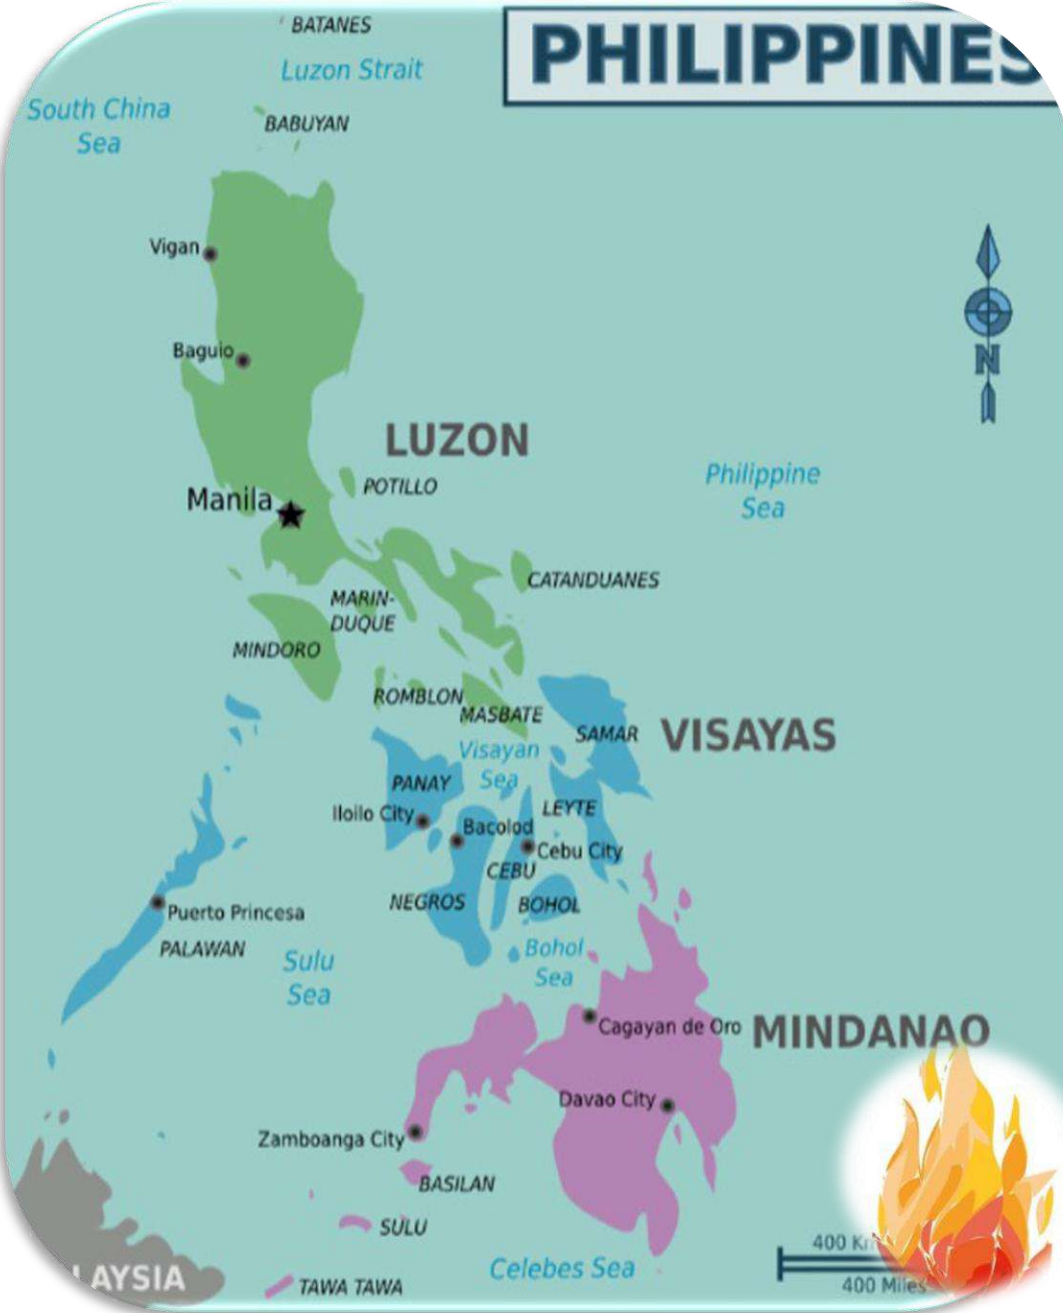 BATANES
PHILIPPINES
Luzon Strait
South China
Sea
BABUYAN
Vigan
Baguio
N
LUZON
Philippine
Sea
POTILLO
Manila
CATANDUANES
MARIN-
DUQUE
MINDORO
ROMBLON
MASBATE
SAMAR
VISAYAS
Visayan
Sea
PANAY
LEYTE
Iloilo City
Bacolod
Cebu City
CEBU
NEGROS
BOHOL
Puerto Princesa
PALAWAN
Sulu
Sea
Bohol
Sea
Cagayan de Oro
MINDANAO
Davao City
Zamboanga City
BASILAN
SULU
400 Km
Celebes Sea
400 Miles
LAYSIA
TAWA TAWA